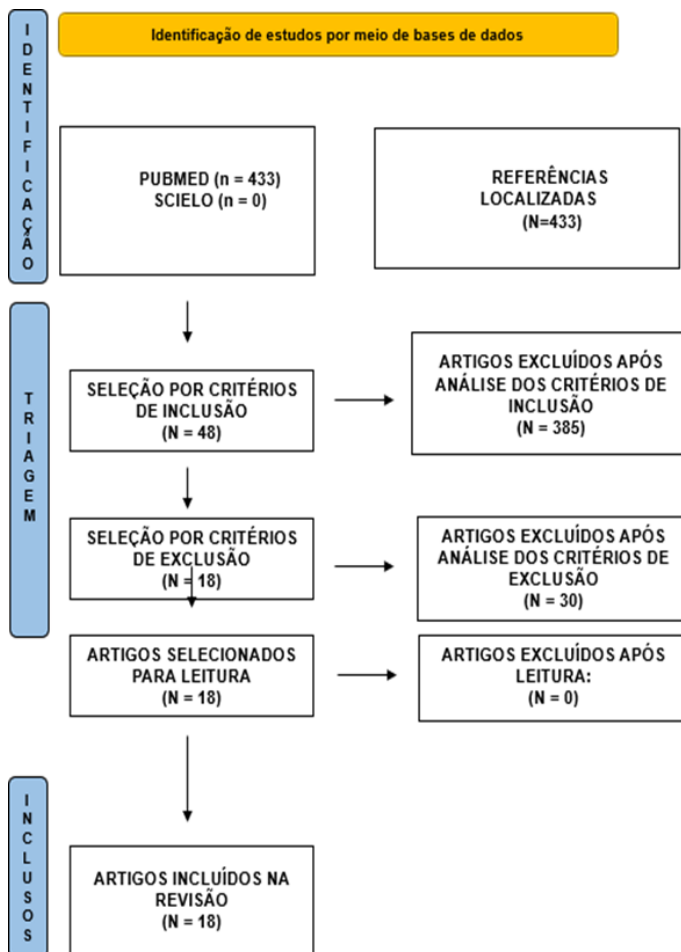 IDENTIFICAÇÃO
Identificação de estudos por meio de bases de dados
PUBMED (n = 433)
SCIELO (n = 0)
REFERÊNCIAS
LOCALIZADAS
(N=433)
TRIAGEM
SELEÇÃO POR CRITÉRIOS
DE INCLUSÃO
(N = 48)
ARTIGOS EXCLUÍDOS APÓS
ANÁLISE DOS CRITÉRIOS DE
INCLUSÃO
(N = 385)
SELEÇÃO POR CRITÉRIOS
DE EXCLUSÃO
(N = 18)
ARTIGOS EXCLUÍDOS APÓS
ANÁLISE DOS CRITÉRIOS DE
EXCLUSÃO
(N = 30)
ARTIGOS SELECIONADOS
PARA LEITURA
(N = 18)
ARTIGOS EXCLUÍDOS APÓS
LEITURA:
(N = 0)
INCLUSOS
ARTIGOS INCLUÍDOS NA
REVISÃO
(N = 18)